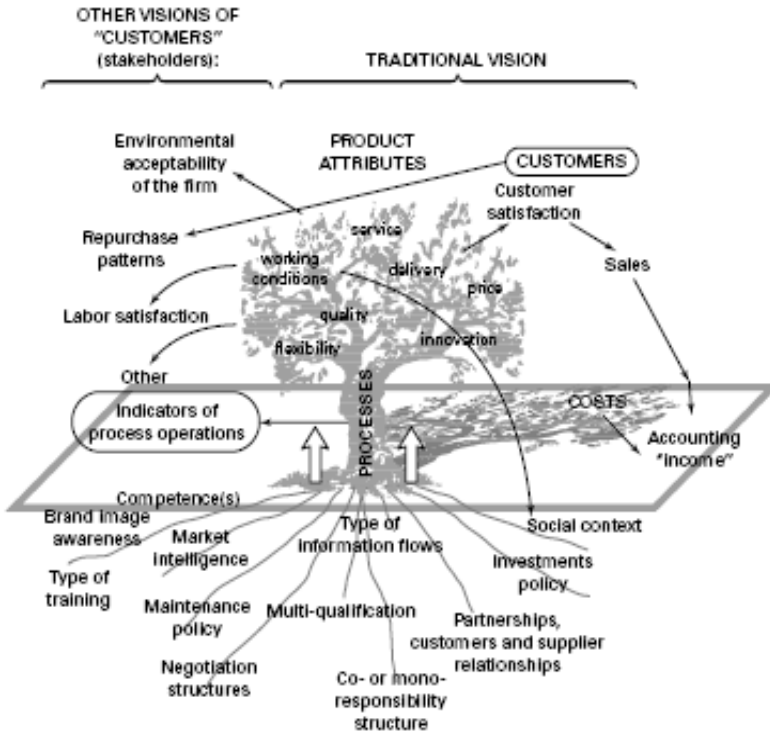 OTHER VISIONS OF
"CUSTOMERS"
(stakeholders):
TRADITIONAL VISION
Environmental
acceptability
of the firm
PRODUCT
ATTRIBUTES
CUSTOMERS
Customer
satisfaction
Repurchase
patterns
service
working
conditions
delivery
Sales
price
Labor satisfaction
quality
flexibility
innovation
Other
Indicators of
process operations
PROCESSES
COSTS
Accounting
"income"
Competence(s)
Brand image
awareness
Market
intelligence
Type of
information flows
Social context
Type of
training
Investments
policy
Maintenance
policy
Multi-qualification
Partnerships,
customers and supplier
relationships
Negotiation
structures
Co- or mono-
responsibility
structure